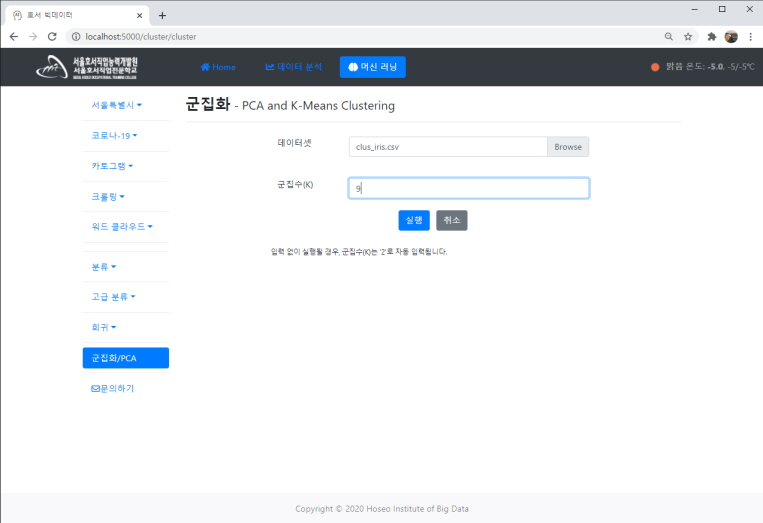 호서 빅데이터
localhost:5000/cluster/cluster
서울호서직업능력개발원
서울호서직업전문학교
Home
데이터 분석
머신 러닝
맑음 온도: -5.0, -5/-5℃
서울특별시
코로나-19
카토그램
크롤링
워드 클라우드
분류
고급 분류
회귀
군집화/PCA
문의하기
군집화 - PCA and K-Means Clustering
데이터셋
clus_iris.csv
Browse
군집수(K)
9
실행
취소
입력 없이 실행될 경우, 군집수(K)는 '2'로 자동 입력됩니다.
Copyright © 2020 Hoseo Institute of Big Data